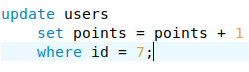 update users
set points = points + 1
where id = 7;